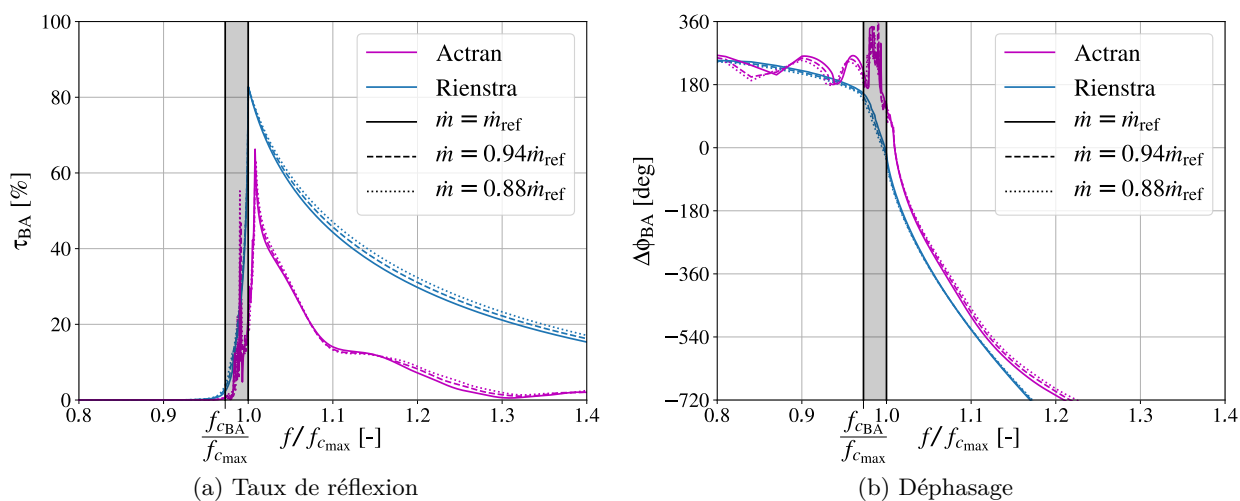 100
80
60
40
20
0
τ_BA [%]
Actran
Rienstra
ṁ = ṁ_ref
ṁ = 0.94ṁ_ref
ṁ = 0.88ṁ_ref
0.8 0.9 1.0 1.1 1.2 1.3 1.4
f_cBA / f_cmax
f / f_cmax [-]
(a) Taux de réflexion
360
180
0
−180
−360
−540
−720
Δϕ_BA [deg]
Actran
Rienstra
ṁ = ṁ_ref
ṁ = 0.94ṁ_ref
ṁ = 0.88ṁ_ref
0.8 0.9 1.0 1.1 1.2 1.3 1.4
f_cBA / f_cmax
f / f_cmax [-]
(b) Déphasage